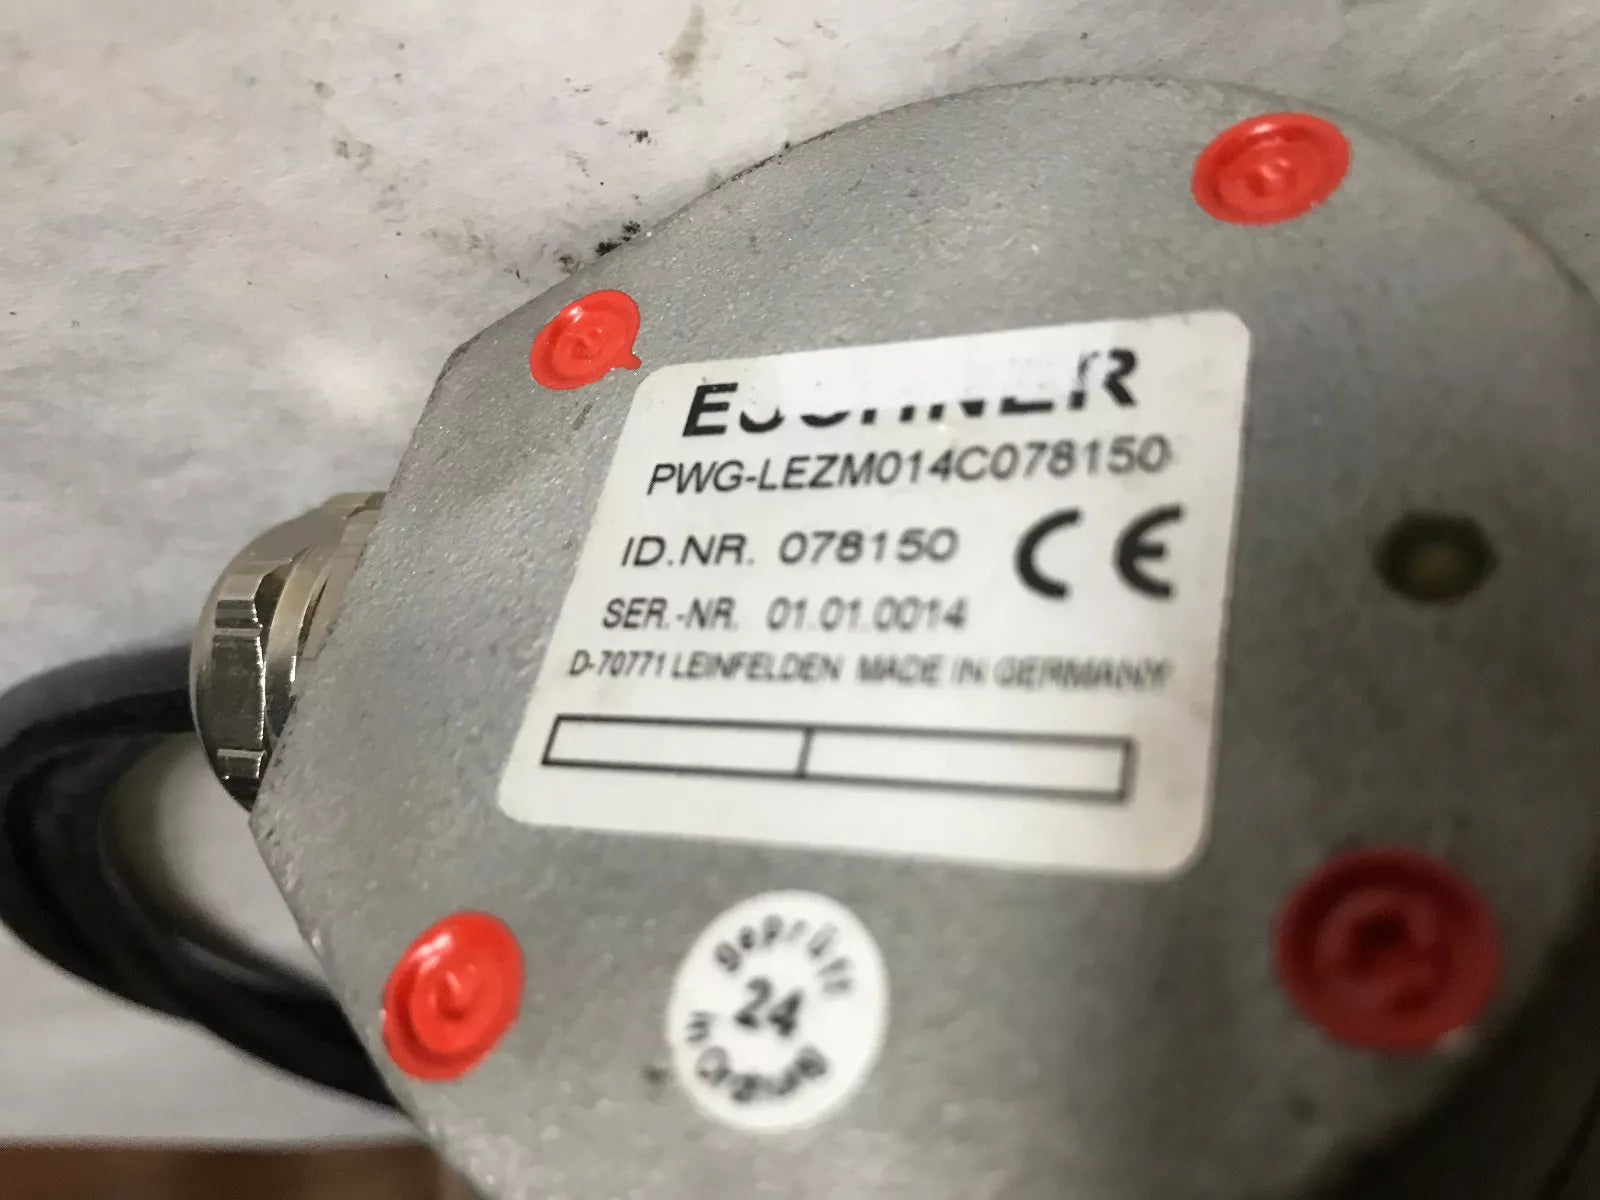 EUCHNER
PWG-LEZM014C078150
ID.NR. 078150
CE
SER.-NR. 01.01.0014
D-70771 LEINFELDEN MADE IN GERMANY
geprüft
24
in Ordnung